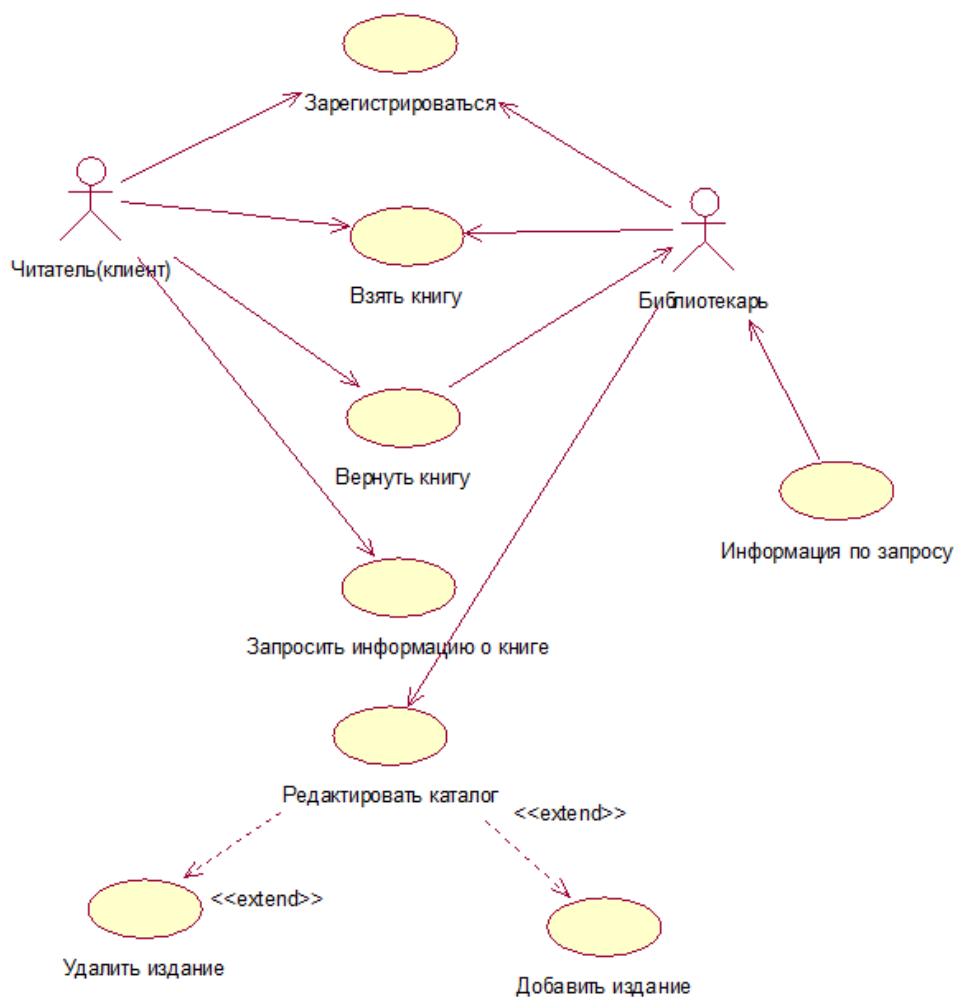 Зарегистрироваться
Читатель(клиент)
Взять книгу
Библиотекарь
Вернуть книгу
Информация по запросу
Запросить информацию о книге
Редактировать каталог
<<extend>>
<<extend>>
Удалить издание
Добавить издание